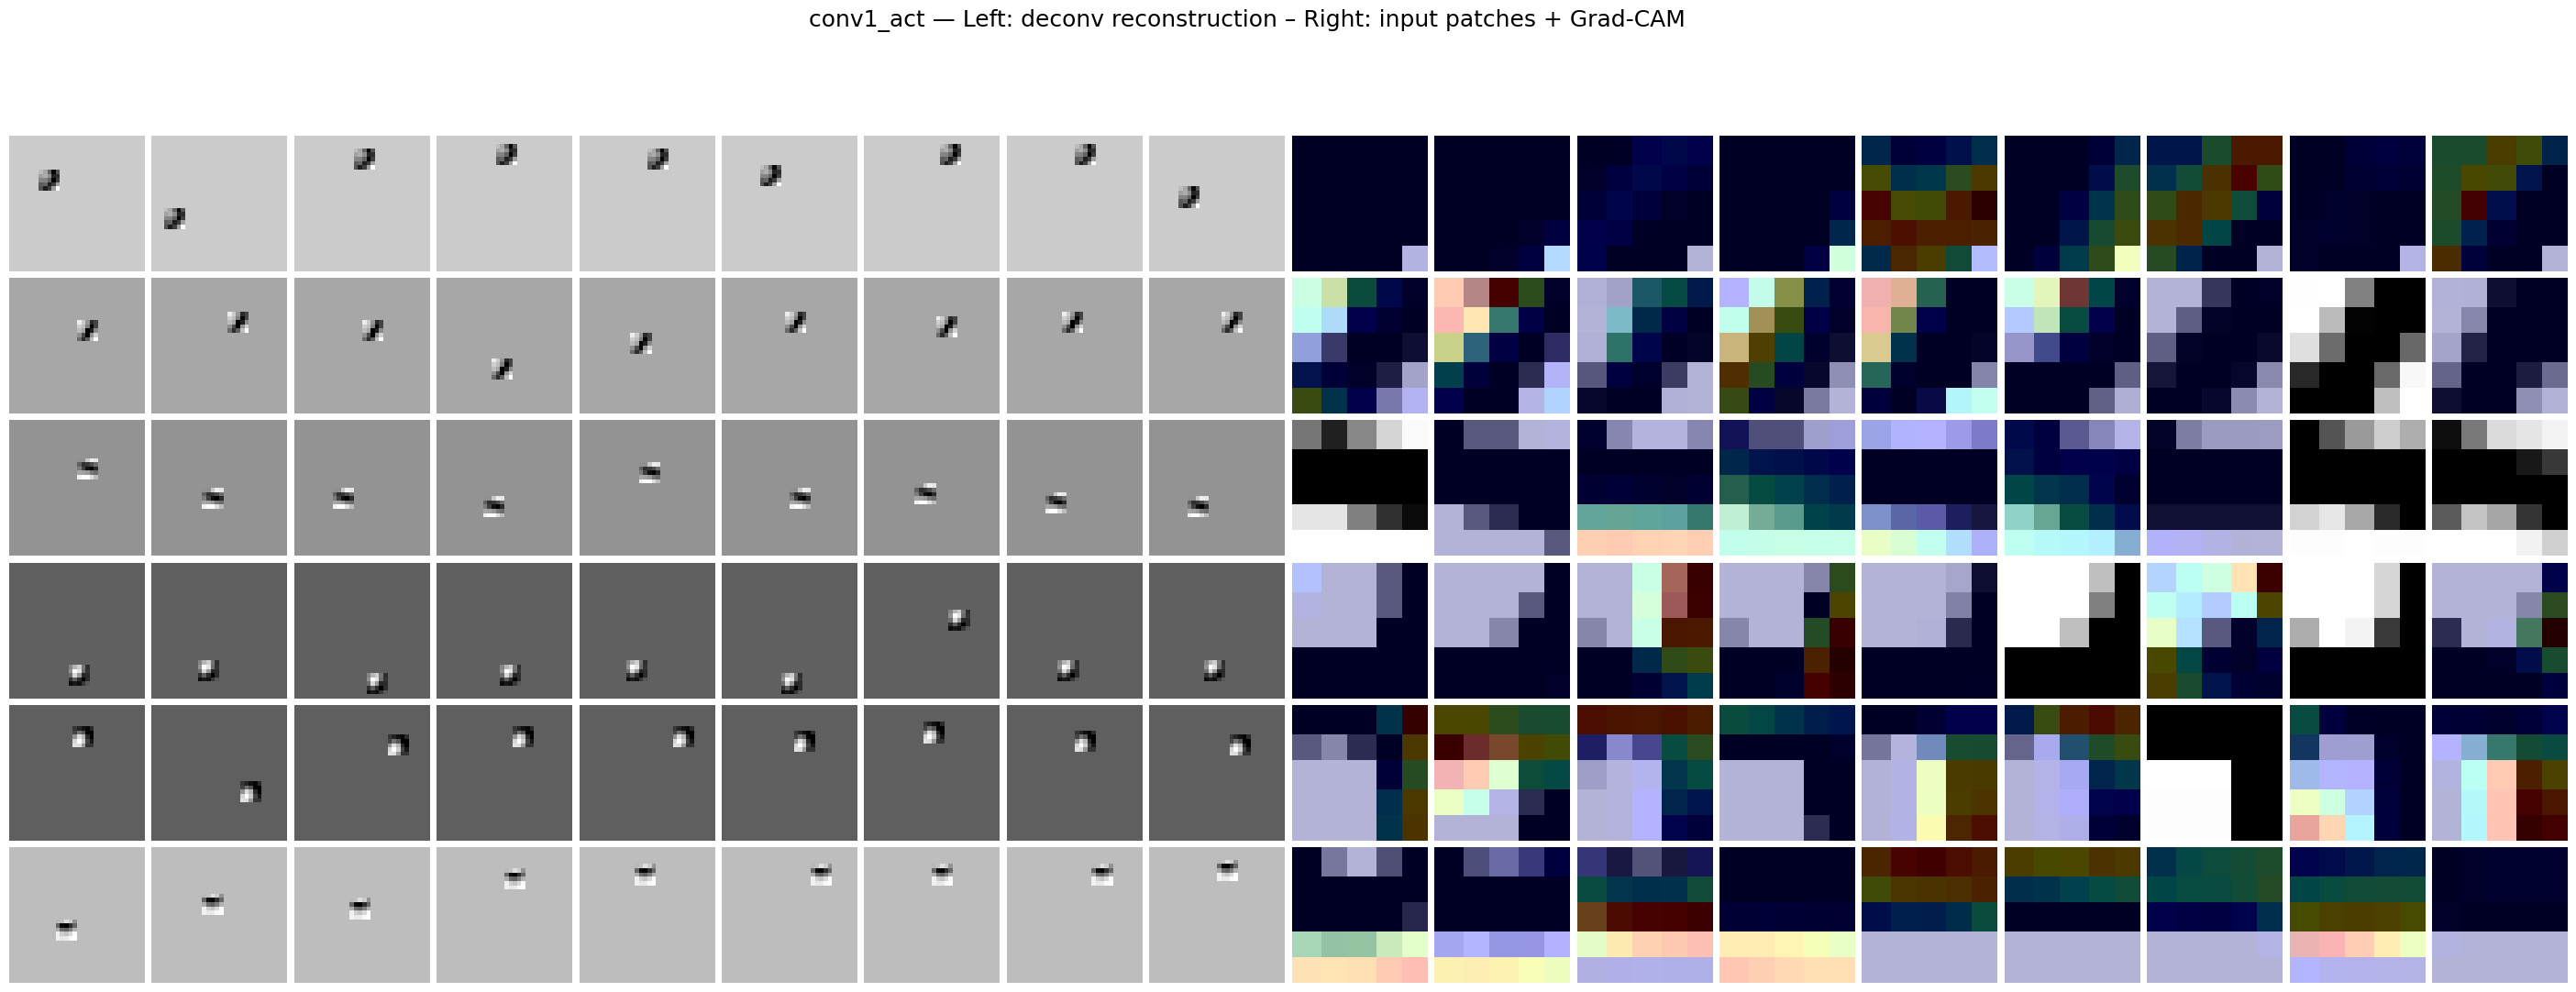 conv1_act — Left: deconv reconstruction – Right: input patches + Grad-CAM